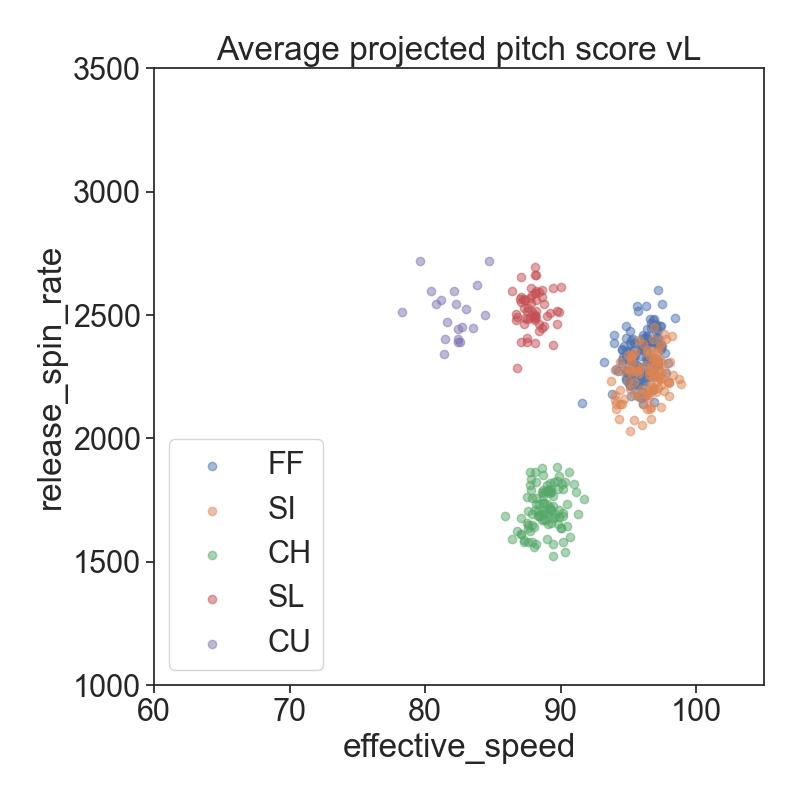 Average projected pitch score vL
3500
3000
2500
2000
1500
1000
release_spin_rate
FF
SI
CH
SL
CU
60
70
80
90
100
effective_speed